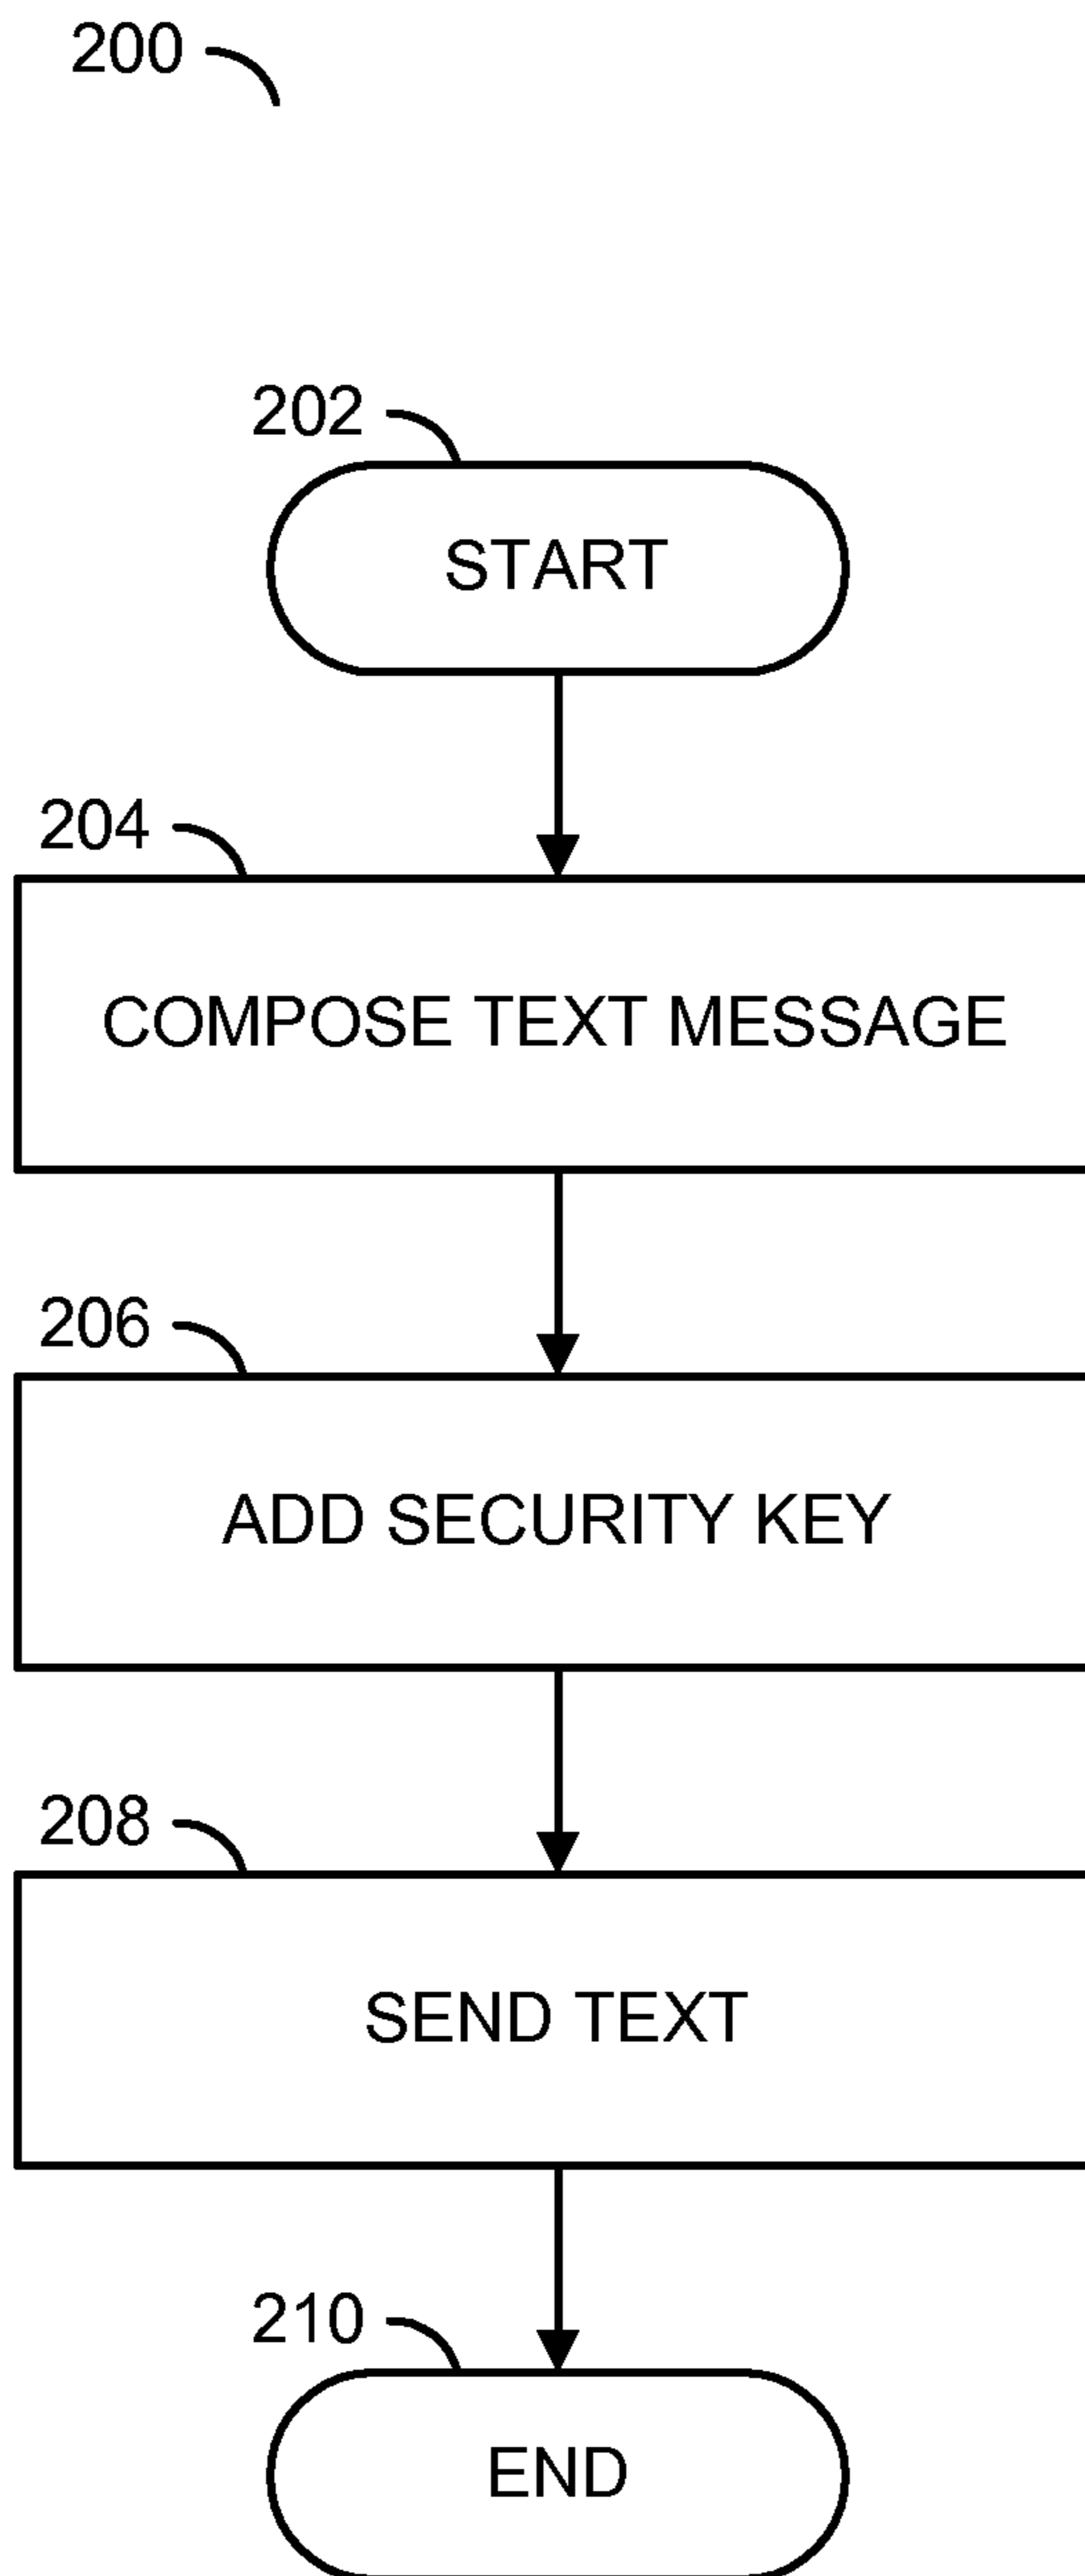 200
202
START
204
COMPOSE TEXT MESSAGE
206
ADD SECURITY KEY
208
SEND TEXT
210
END